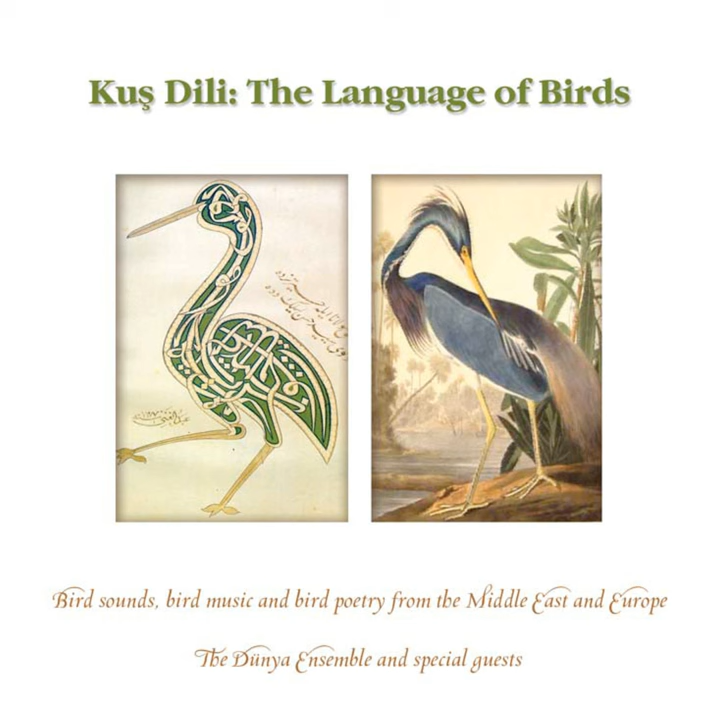 Kuş Dili: The Language of Birds
Bird sounds, bird music and bird poetry from the Middle East and Europe
The Dünya Ensemble and special guests